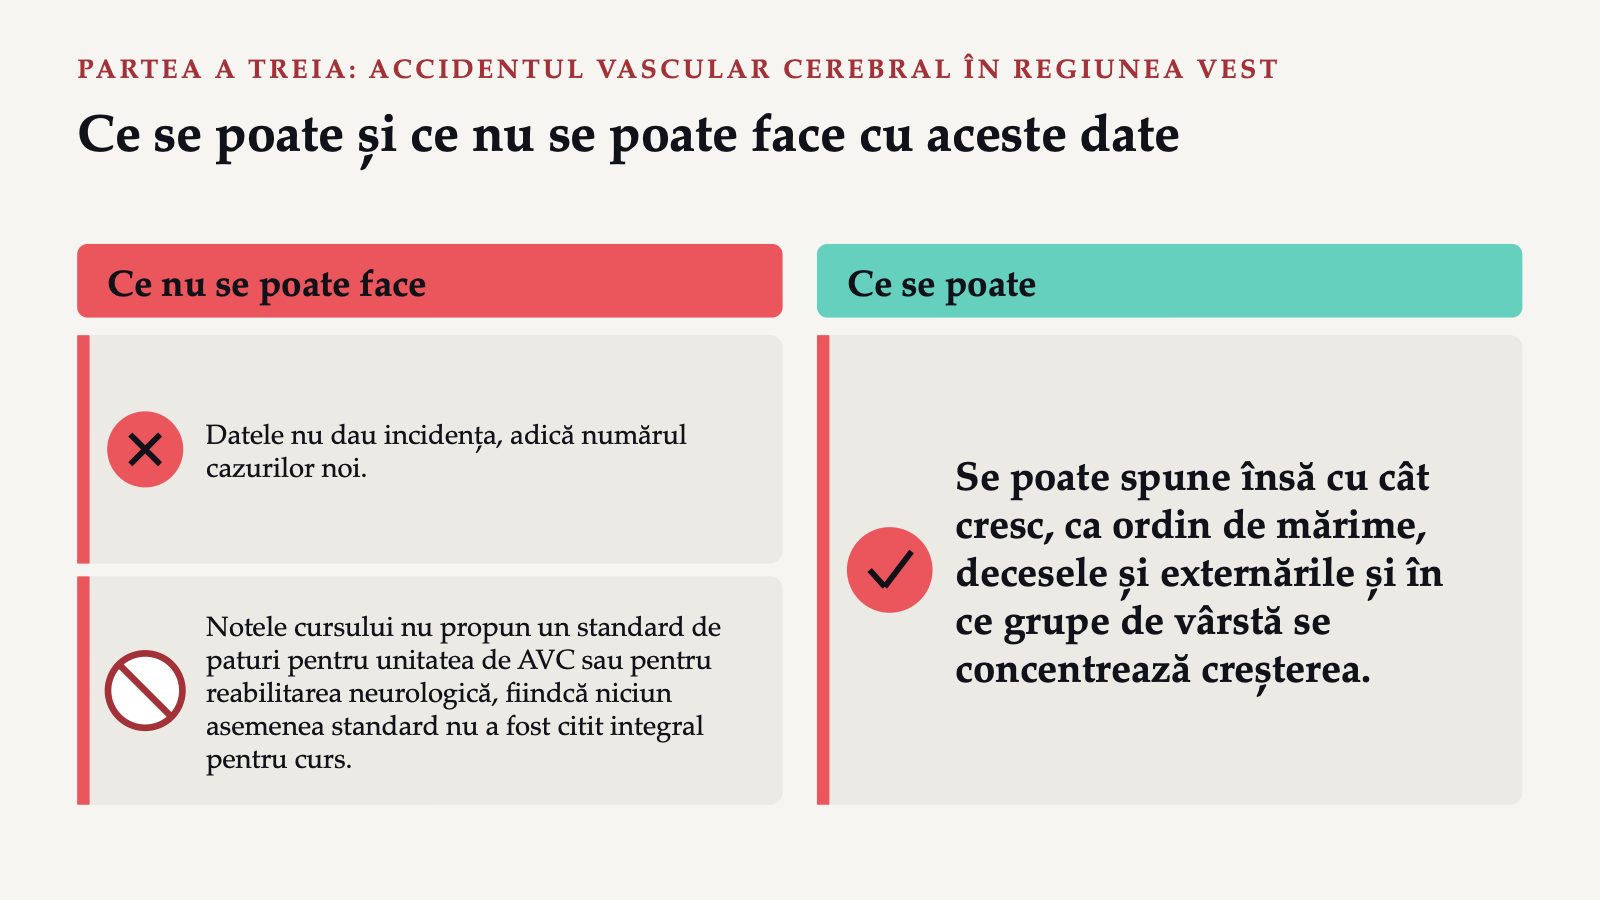 PARTEA A TREIA: ACCIDENTUL VASCULAR CEREBRAL ÎN REGIUNEA VEST
Ce se poate și ce nu se poate face cu aceste date
Ce nu se poate face
Datele nu dau incidența, adică numărul
cazurilor noi.
Notele cursului nu propun un standard de
paturi pentru unitatea de AVC sau pentru
reabilitarea neurologică, fiindcă niciun
asemenea standard nu a fost citit integral
pentru curs.
Ce se poate
Se poate spune însă cu cât
cresc, ca ordin de mărime,
decesele și externările și în
ce grupe de vârstă se
concentrează creșterea.